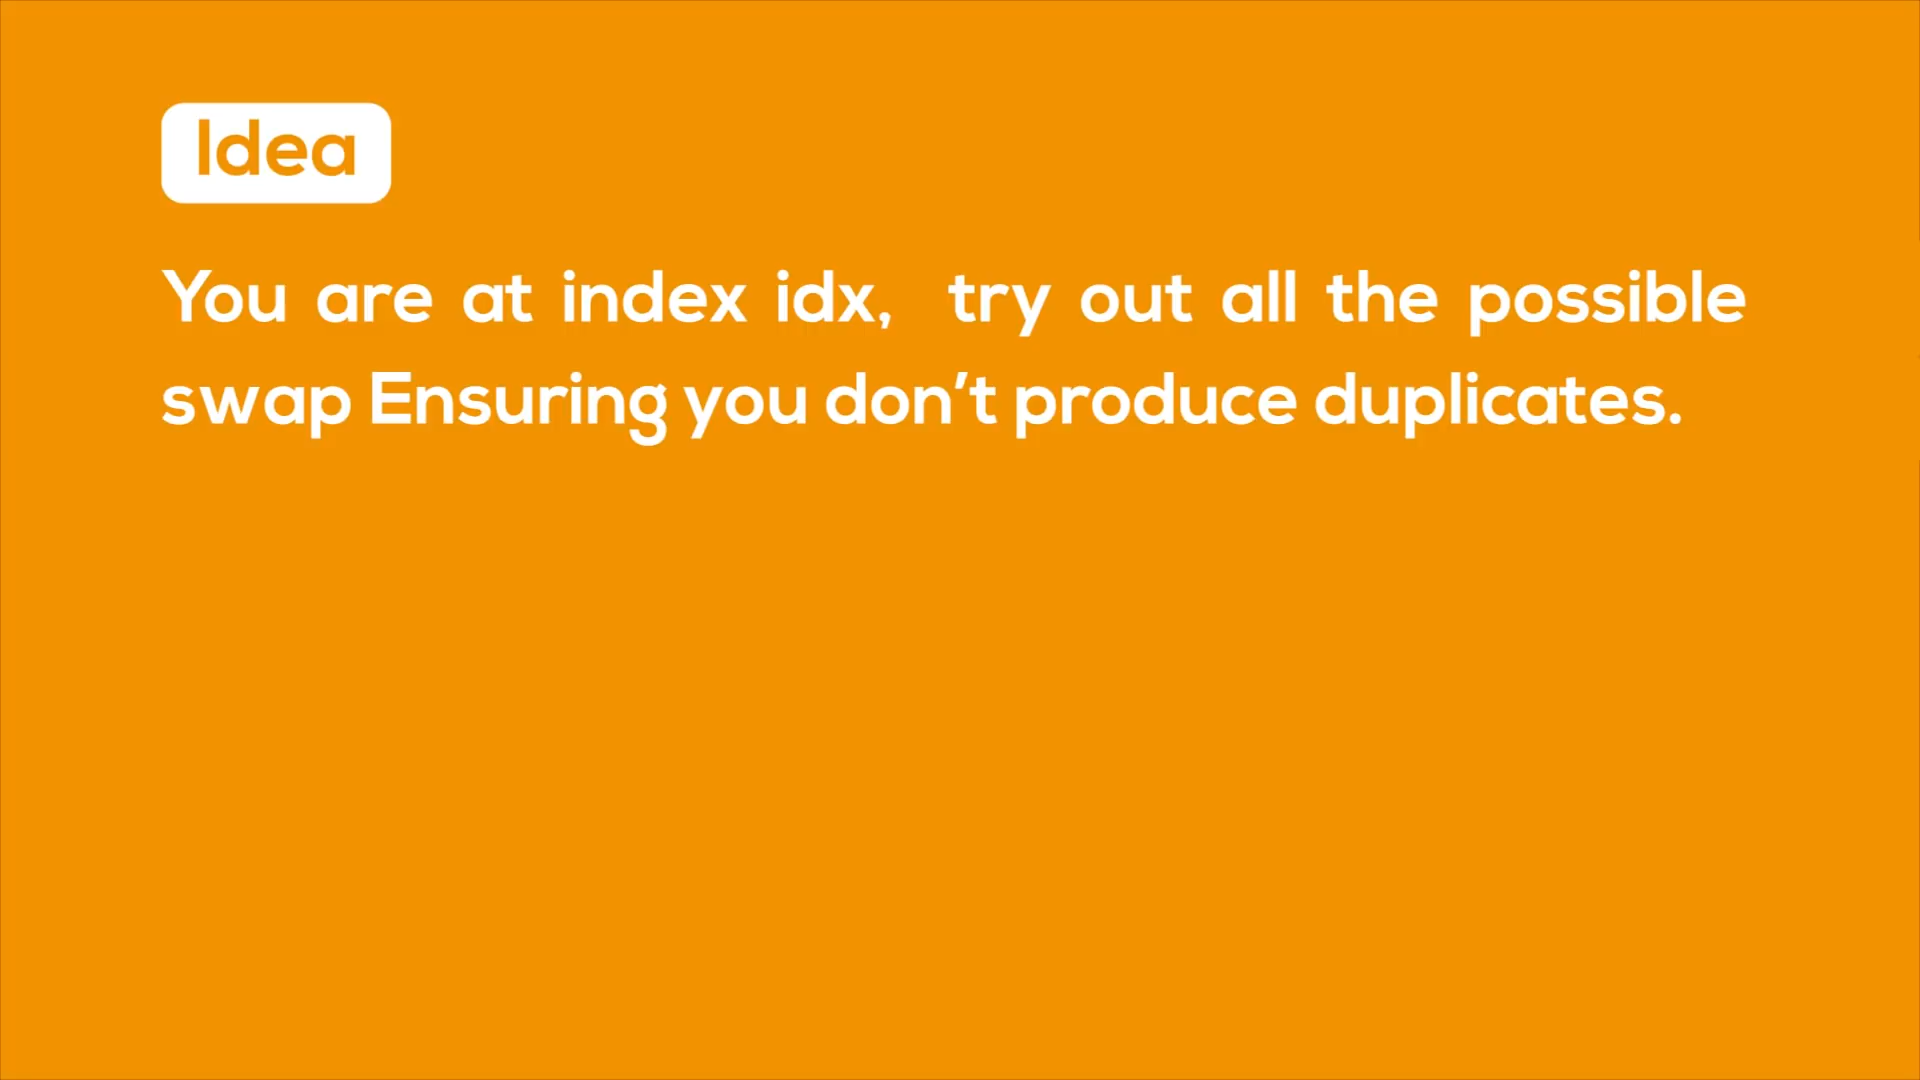 Idea
You are at index idx, try out all the possible
swap Ensuring you don’t produce duplicates.